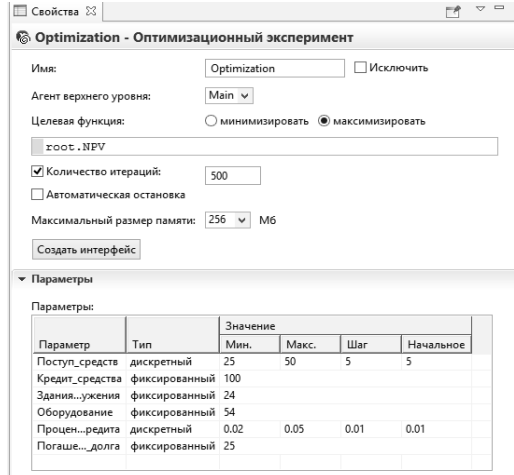 Свойства
Optimization - Оптимизационный эксперимент
Имя: Optimization Исключить
Агент верхнего уровня: Main
Целевая функция: минимизировать максимизировать
root.NPV
Количество итераций: 500
Автоматическая остановка
Максимальный размер памяти: 256 Мб
Создать интерфейс
Параметры
Параметры:
Значение
Параметр Тип Мин. Макс. Шаг Начальное
Поступ_средств дискретный 25 50 5 5
Кредит_средства фиксированный 100
Здания...ужения фиксированный 24
Оборудование фиксированный 54
Процен...редита дискретный 0.02 0.05 0.01 0.01
Погаше..._долга фиксированный 25